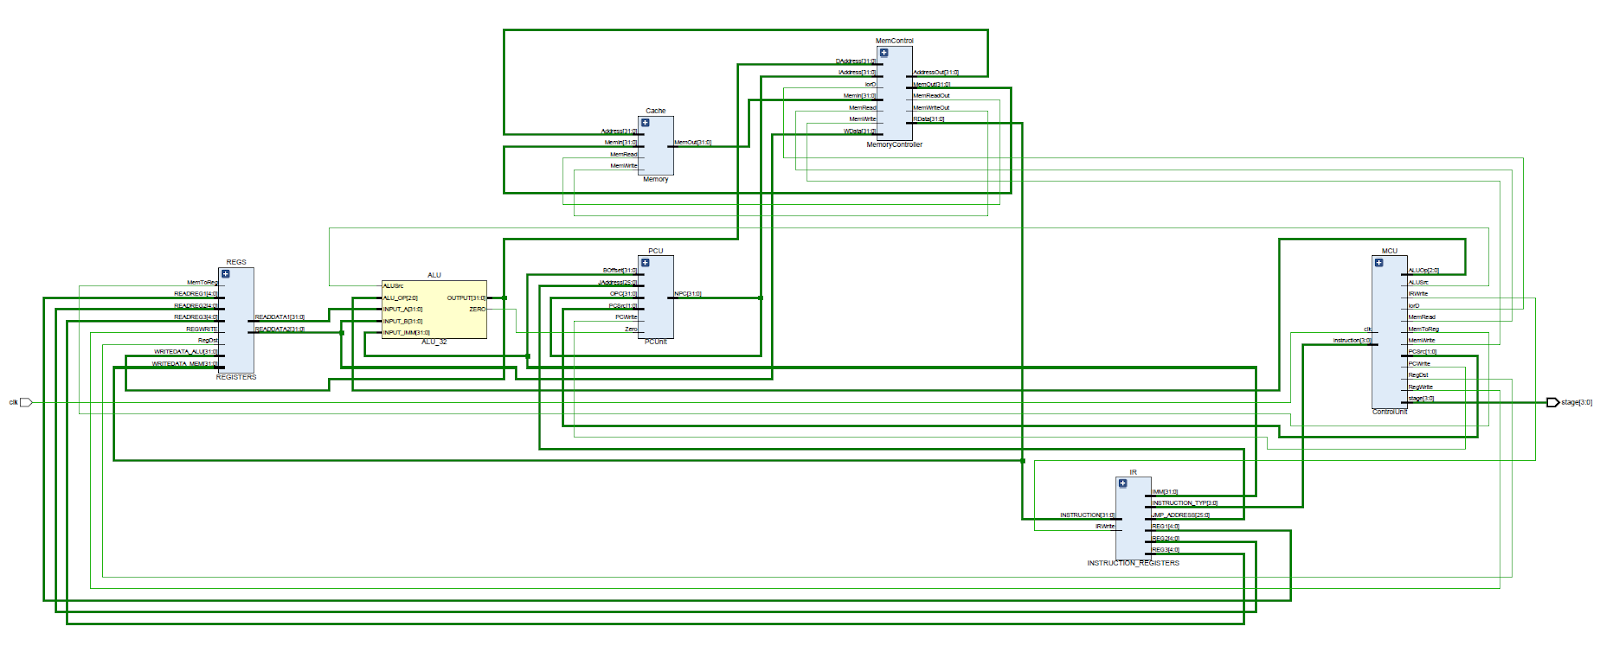 MemControl
DAddress[31:0]
IAddress[31:0]
IorD
MemIn[31:0]
MemRead
MemWrite
WData[31:0]
AddressOut[31:0]
MemOut[31:0]
MemReadOut
MemWriteOut
RData[31:0]
MemoryController
Cache
Address[31:0]
MemIn[31:0]
MemRead
MemWrite
MemOut[31:0]
Memory
REGS
MemToReg
READREG1[4:0]
READREG2[4:0]
READREG3[4:0]
REGWRITE
RegDst
WRITEDATA_ALU[31:0]
WRITEDATA_MEM[31:0]
READDATA1[31:0]
READDATA2[31:0]
REGISTERS
ALU
ALUSrc
ALU_OP[2:0]
INPUT_A[31:0]
INPUT_B[31:0]
INPUT_IMM[31:0]
OUTPUT[31:0]
ZERO
ALU_32
PCU
BOffset[31:0]
JAddress[25:0]
OPC[31:0]
PCSrc[1:0]
PCWrite
Zero
NPC[31:0]
PCUnit
MCU
clk
instruction[3:0]
ALUOp[2:0]
ALUSrc
IRWrite
IorD
MemRead
MemToReg
MemWrite
PCSrc[1:0]
PCWrite
RegDst
RegWrite
stage[3:0]
ControlUnit
clk
stage[3:0]
IR
INSTRUCTION[31:0]
IRWrite
IMM[31:0]
INSTRUCTION_TYP[3:0]
JMP_ADDRESS[25:0]
REG1[4:0]
REG2[4:0]
REG3[4:0]
INSTRUCTION_REGISTERS